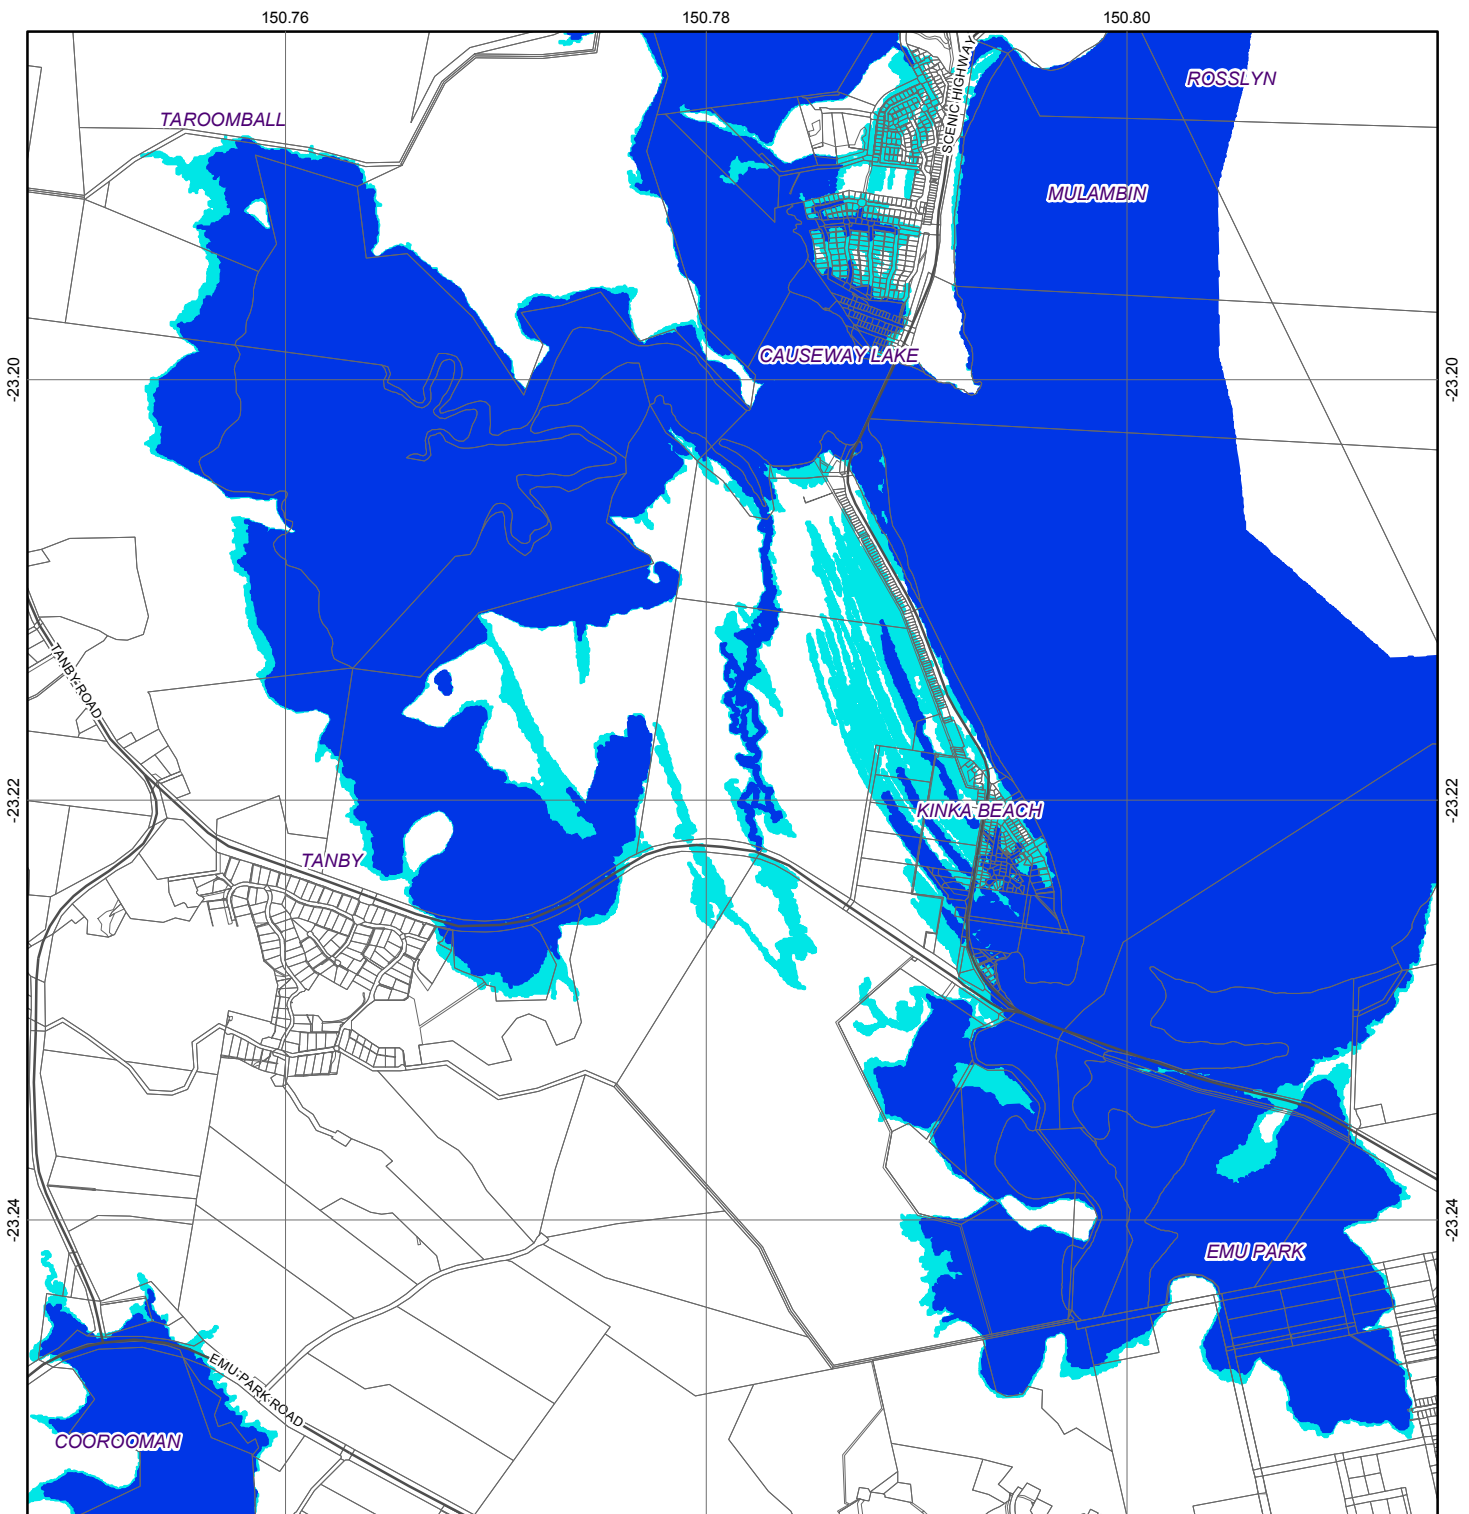 150.76
150.78
150.80
ROSSLYN
TAROOMBALL
SCENIC HIGHWAY
MULAMBIN
CAUSEWAY LAKE
-23.20
-23.20
TANBY ROAD
-23.22
KINKA BEACH
-23.22
TANBY
-23.24
-23.24
EMU PARK
EMU PARK ROAD
COOROOMAN